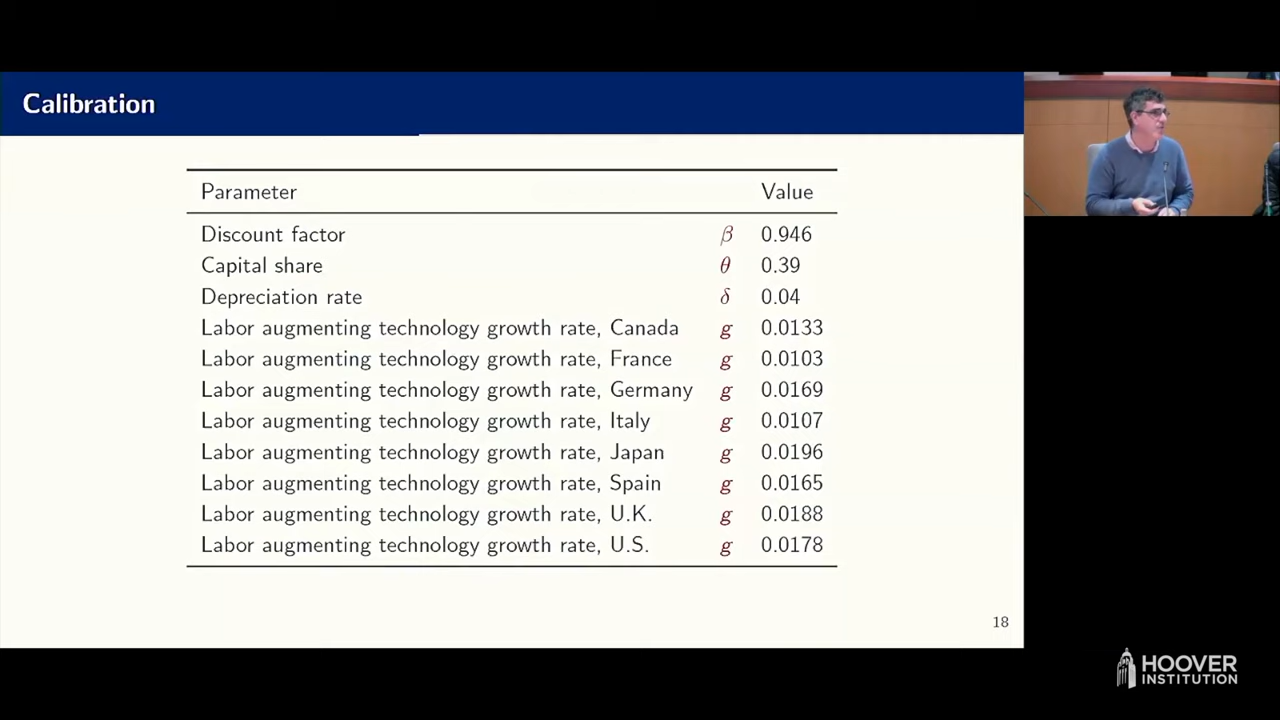 Calibration
Parameter Value
Discount factor β 0.946
Capital share θ 0.39
Depreciation rate δ 0.04
Labor augmenting technology growth rate, Canada g 0.0133
Labor augmenting technology growth rate, France g 0.0103
Labor augmenting technology growth rate, Germany g 0.0169
Labor augmenting technology growth rate, Italy g 0.0107
Labor augmenting technology growth rate, Japan g 0.0196
Labor augmenting technology growth rate, Spain g 0.0165
Labor augmenting technology growth rate, U.K. g 0.0188
Labor augmenting technology growth rate, U.S. g 0.0178
18
HOOVER
INSTITUTION